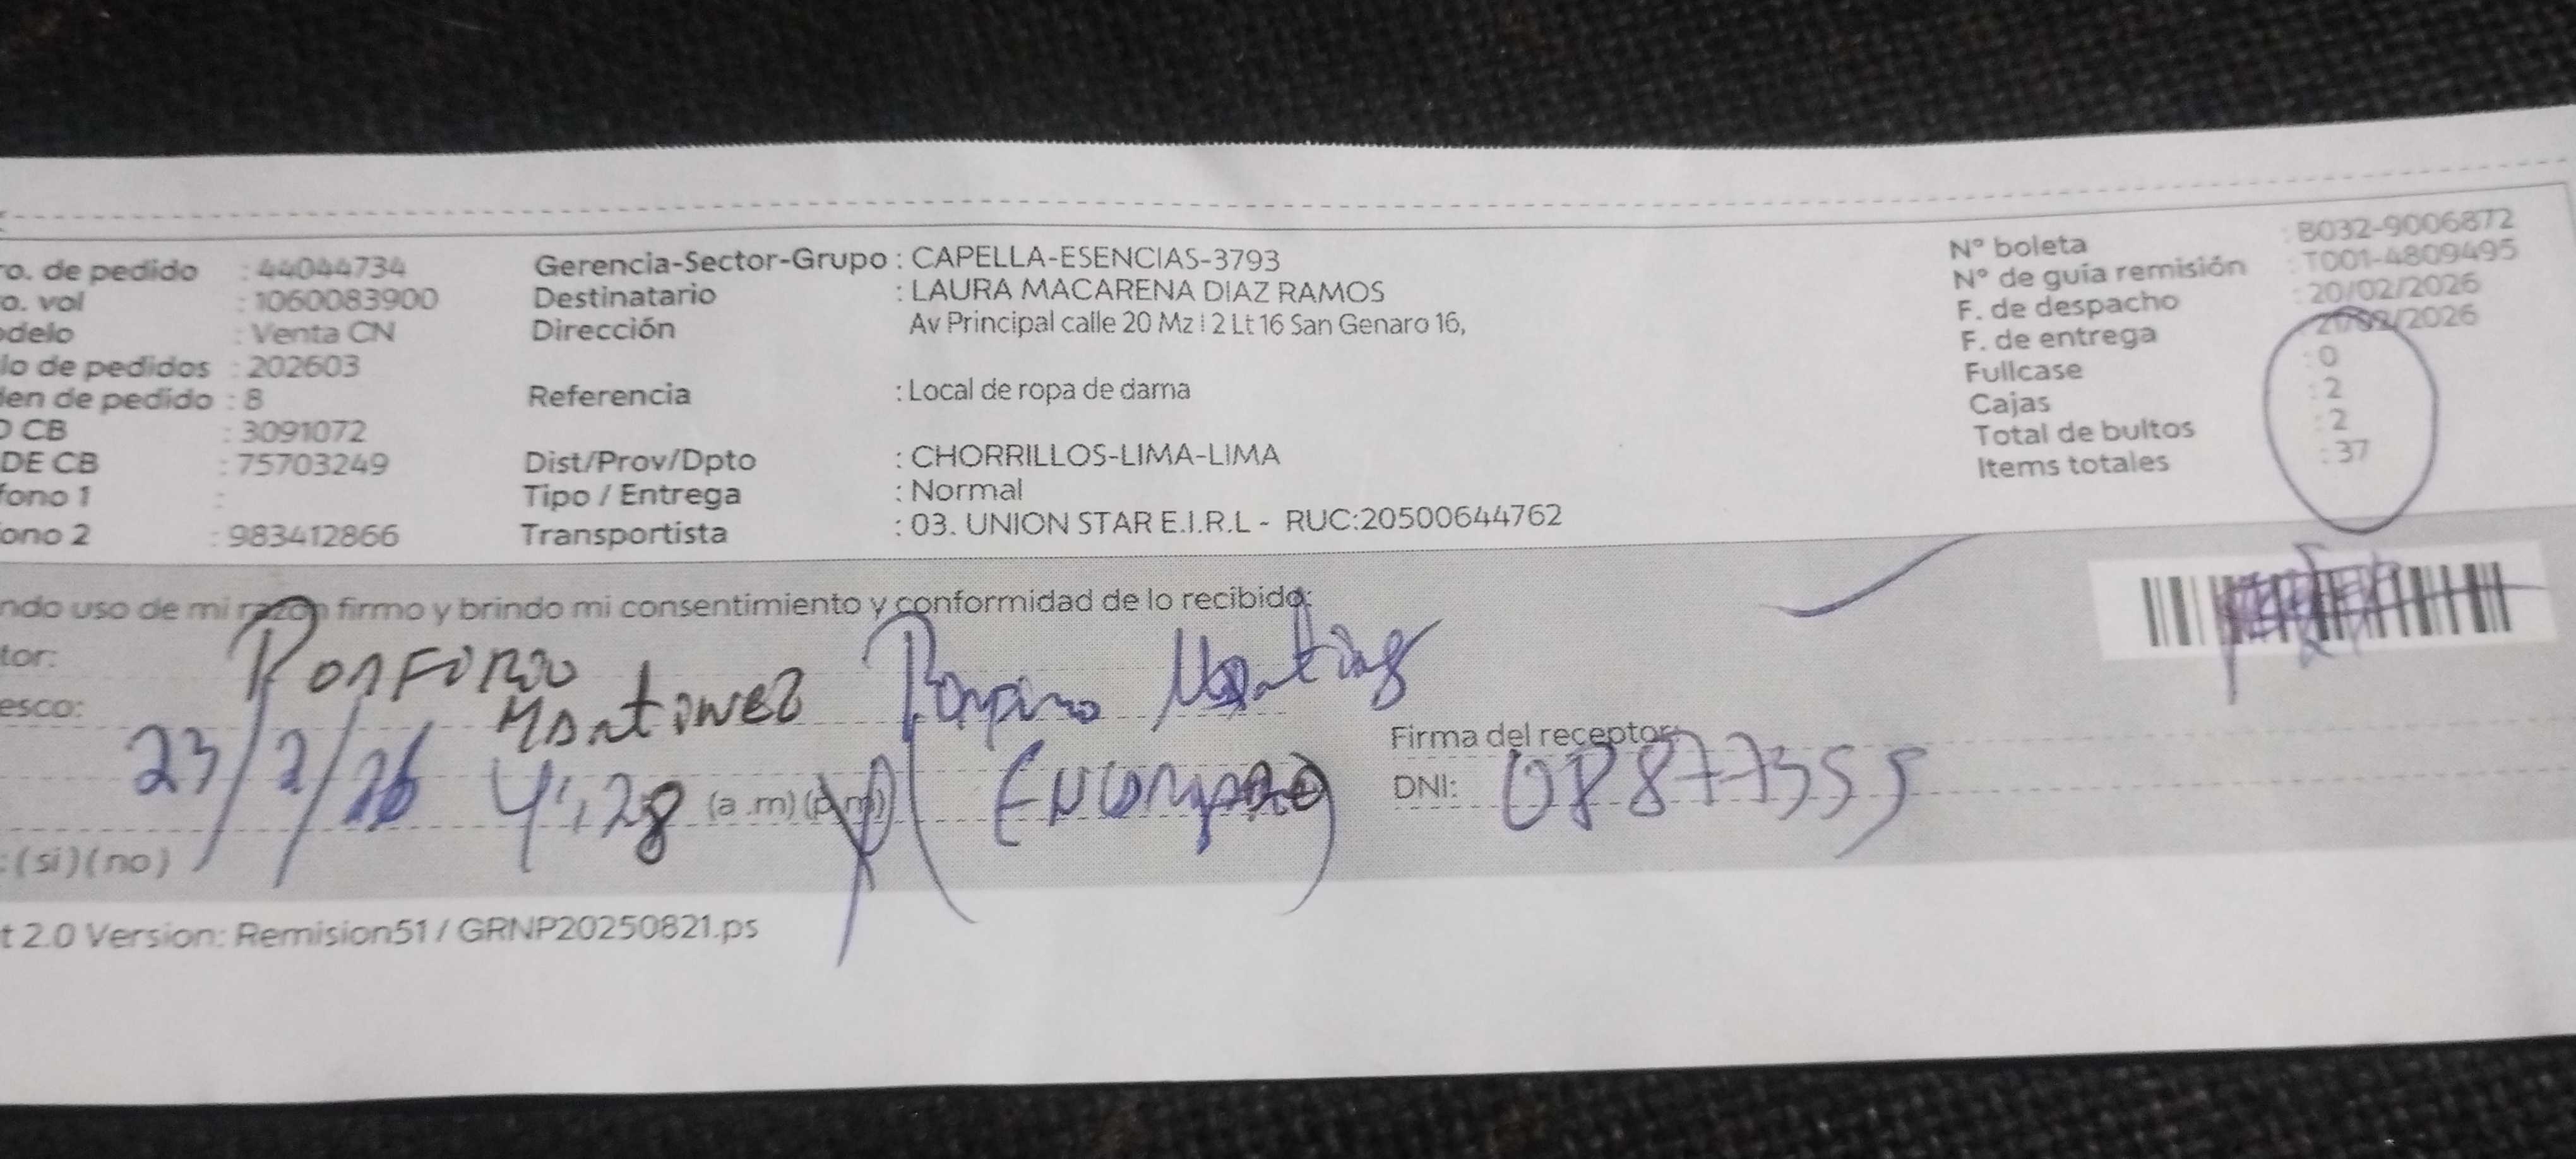 ro. de pedido : 44044734
o. vol : 1060083900
odelo : Venta CN
lo de pedidos : 202603
den de pedido : 8
O CB : 3091072
DE CB : 75703249
fono 1 :
ono 2 : 983412866
Gerencia-Sector-Grupo : CAPELLA-ESENCIAS-3793
Destinatario : LAURA MACARENA DIAZ RAMOS
Dirección Av Principal calle 20 Mz I 2 Lt 16 San Genaro 16,
Referencia : Local de ropa de dama
Dist/Prov/Dpto : CHORRILLOS-LIMA-LIMA
Tipo / Entrega : Normal
Transportista : 03. UNION STAR E.I.R.L - RUC:20500644762
N° boleta : B032-9006872
N° de guía remisión : T001-4809495
F. de despacho : 20/02/2026
F. de entrega : 21/02/2026
Fullcase : 0
Cajas : 2
Total de bultos : 2
Items totales : 37
ndo uso de mi razón firmo y brindo mi consentimiento y conformidad de lo recibido:
tor: Porfirio
Martinez
esco:
23/2/26 4:28 (a .m) (p.m)
Firma del receptor:
DNI: 08877355
: (si) (no)
t 2.0 Version: Remision51 / GRNP20250821.ps